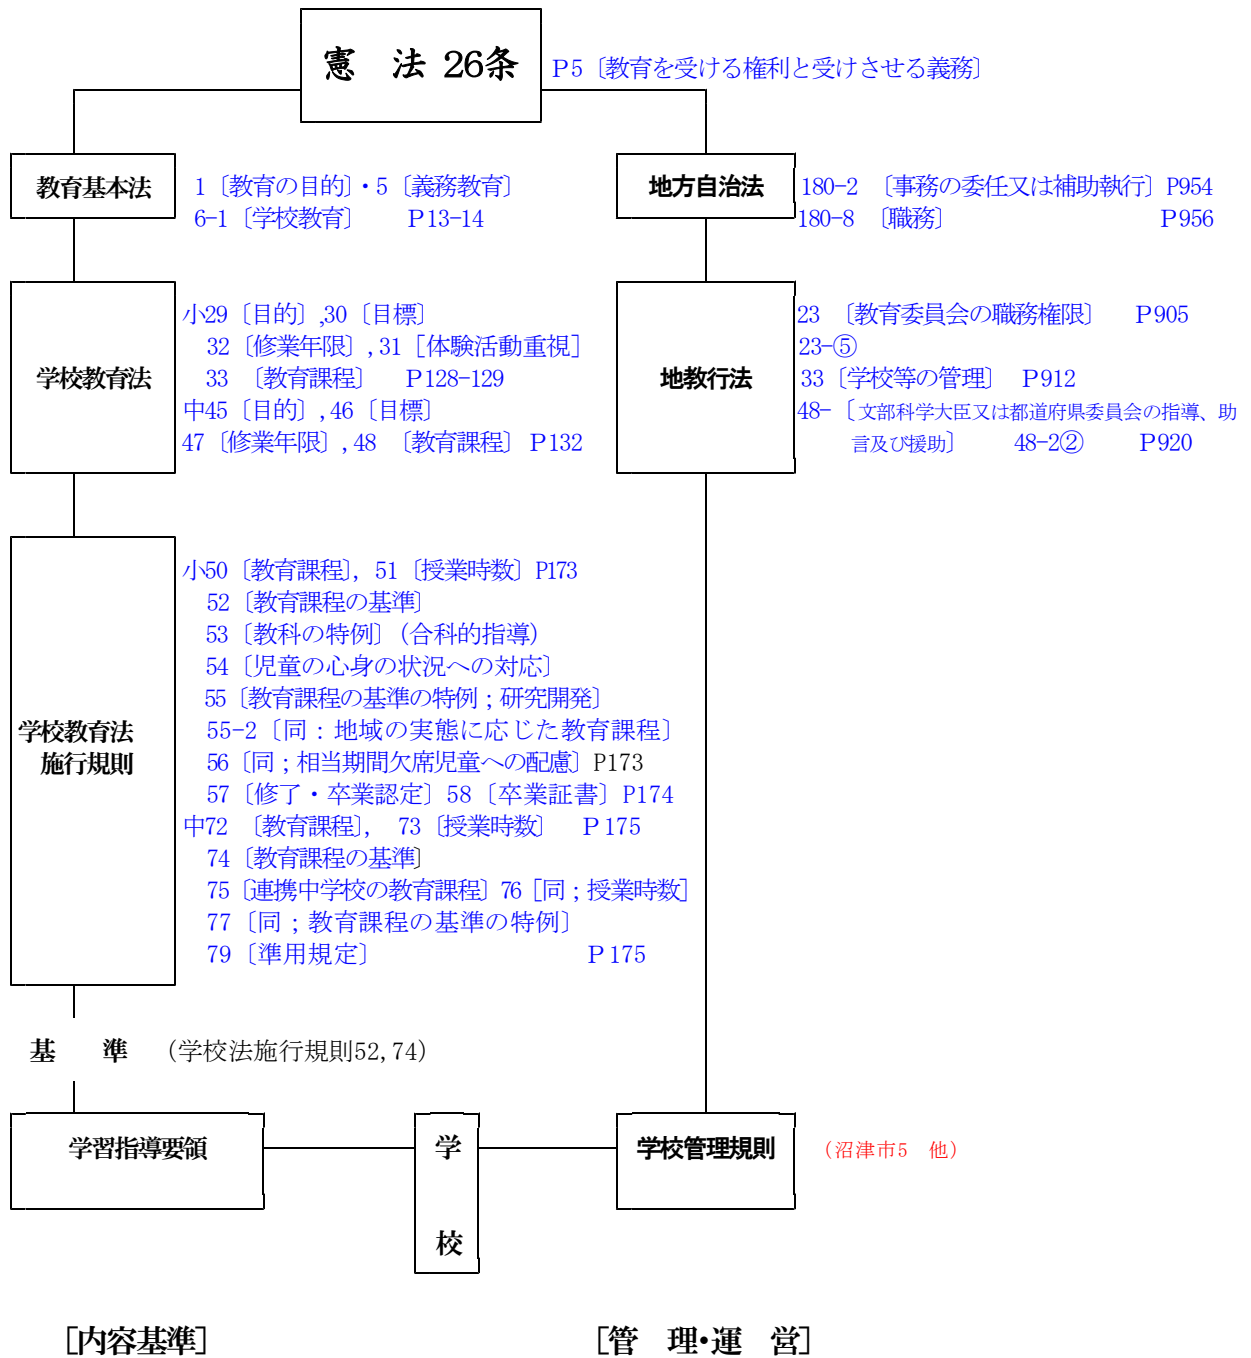 憲　法 26条
P5〔教育を受ける権利と受けさせる義務〕
教育基本法
1〔教育の目的〕・5〔義務教育〕
6-1〔学校教育〕　P13-14
地方自治法
180-2 〔事務の委任又は補助執行〕P954
180-8 〔職務〕　P956
学校教育法
小29〔目的〕,30〔目標〕
32〔修業年限〕,31［体験活動重視］
33 〔教育課程〕　P128-129
中45〔目的〕,46〔目標〕
47〔修業年限〕,48 〔教育課程〕P132
地教行法
23 〔教育委員会の職務権限〕　P905
23-⑤
33〔学校等の管理〕 P912
48-〔文部科学大臣又は都道府県委員会の指導、助
言及び援助〕　48-2②　P920
学校教育法
施行規則
小50〔教育課程〕, 51〔授業時数〕P173
52〔教育課程の基準〕
53〔教科の特例〕(合科的指導)
54〔児童の心身の状況への対応〕
55〔教育課程の基準の特例；研究開発〕
55-2〔同：地域の実態に応じた教育課程〕
56〔同；相当期間欠席児童への配慮〕P173
57〔修了・卒業認定〕58〔卒業証書〕P174
中72 〔教育課程〕, 73〔授業時数〕　P175
74〔教育課程の基準〕
75〔連携中学校の教育課程〕76［同；授業時数］
77〔同；教育課程の基準の特例〕
79〔準用規定〕　P175
基　準　(学校法施行規則52,74)
学習指導要領
学
校
学校管理規則
(沼津市5　他)
［内容基準］
［管　理・運　営］